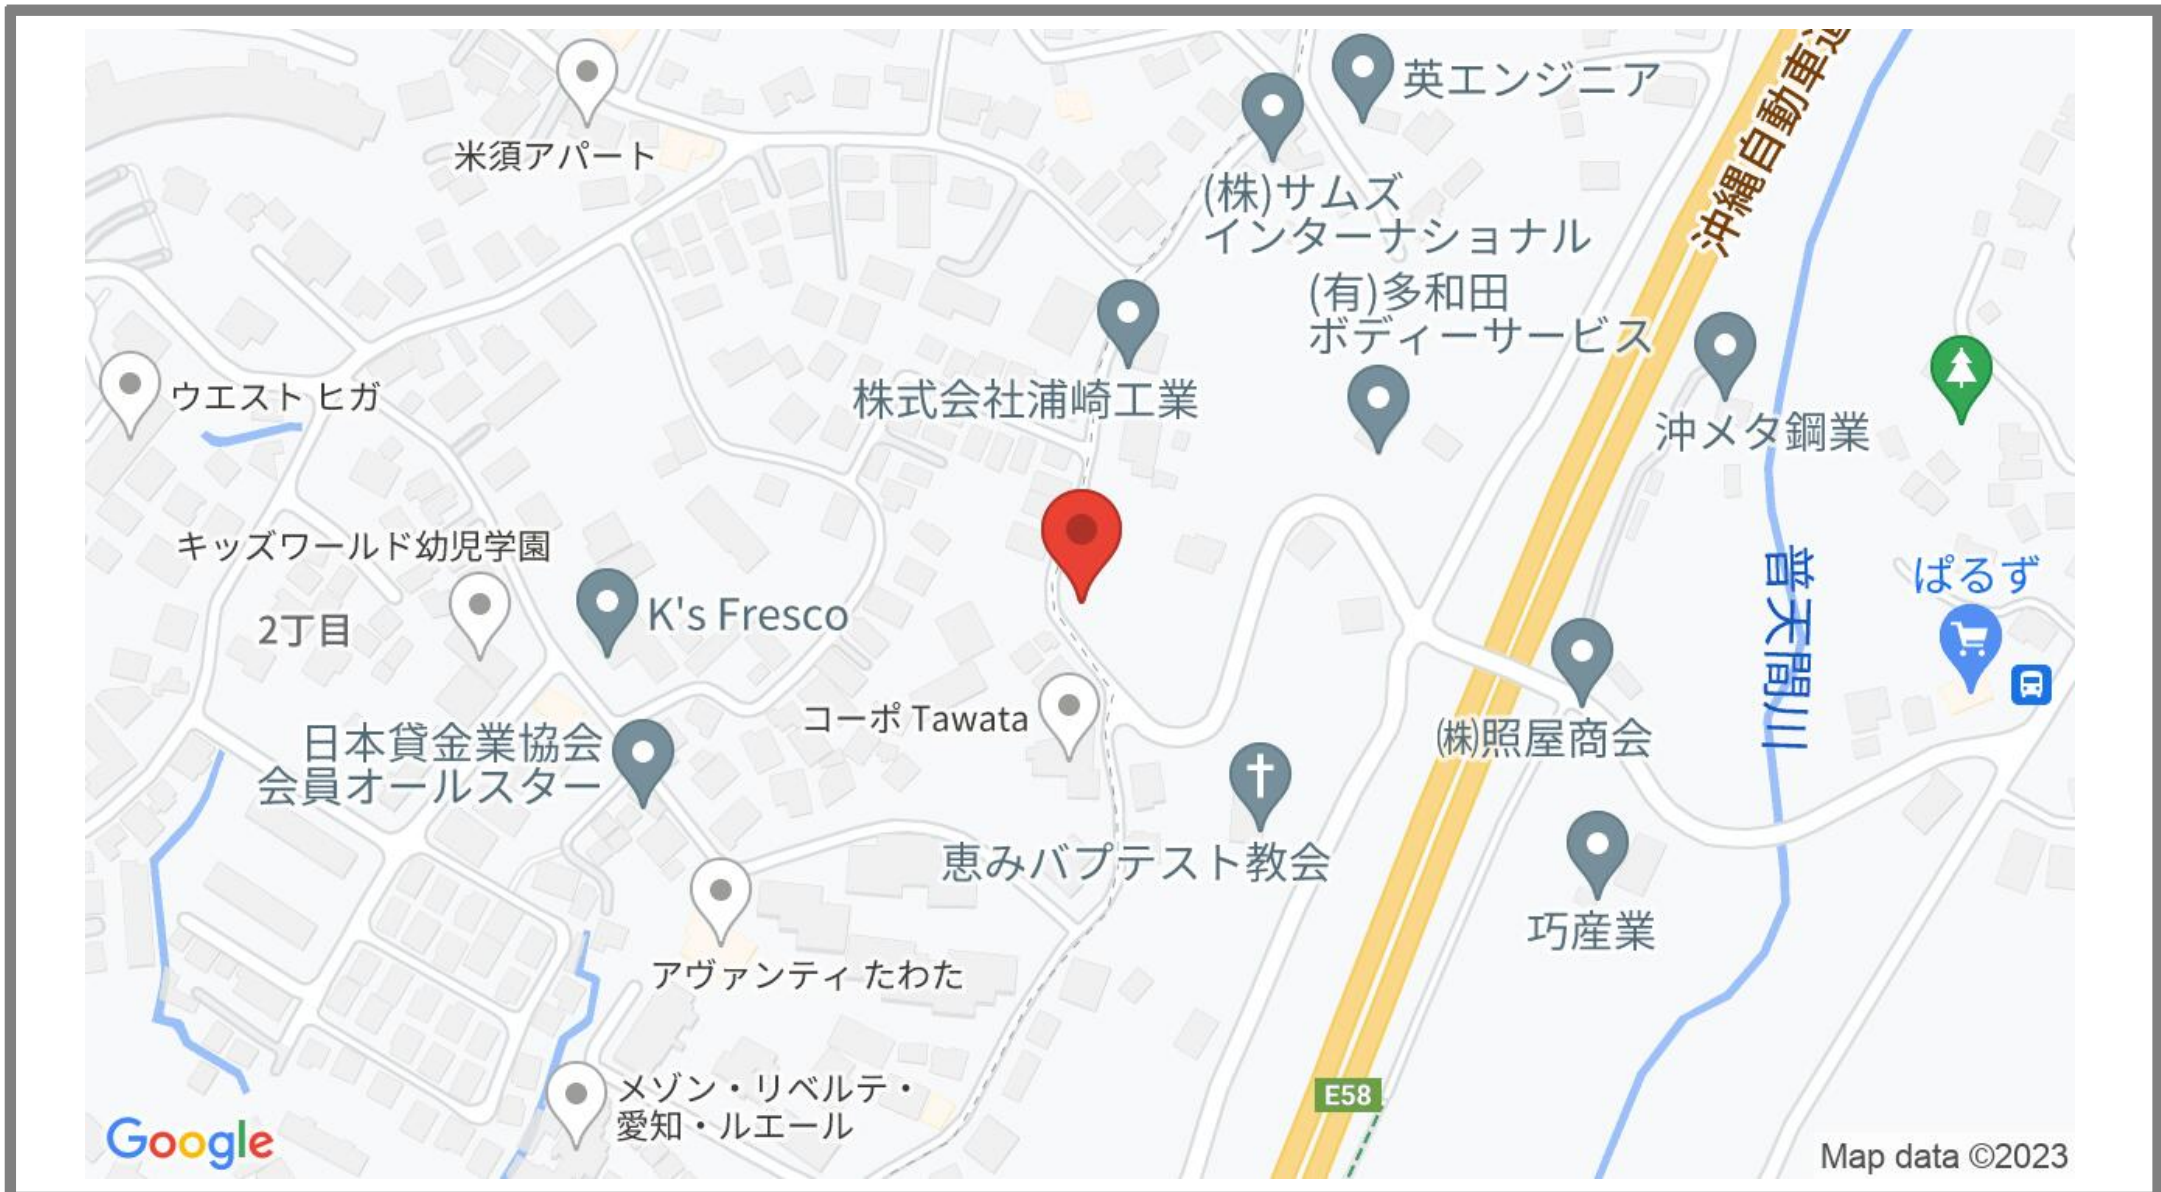 英エンジニア
米須アパート
(株)サムズ
インターナショナル
沖縄自動車道
(有)多和田
ボディーサービス
ウエスト ヒガ
株式会社浦崎工業
沖メタ鋼業
キッズワールド幼児学園
ぱるず
2丁目
K's Fresco
普天間川
コーポ Tawata
日本貸金業協会
会員オールスター
㈱照屋商会
恵みバプテスト教会
巧産業
アヴァンティ たわた
メゾン・リベルテ・
愛知・ルエール
E58
Google
Map data ©2023